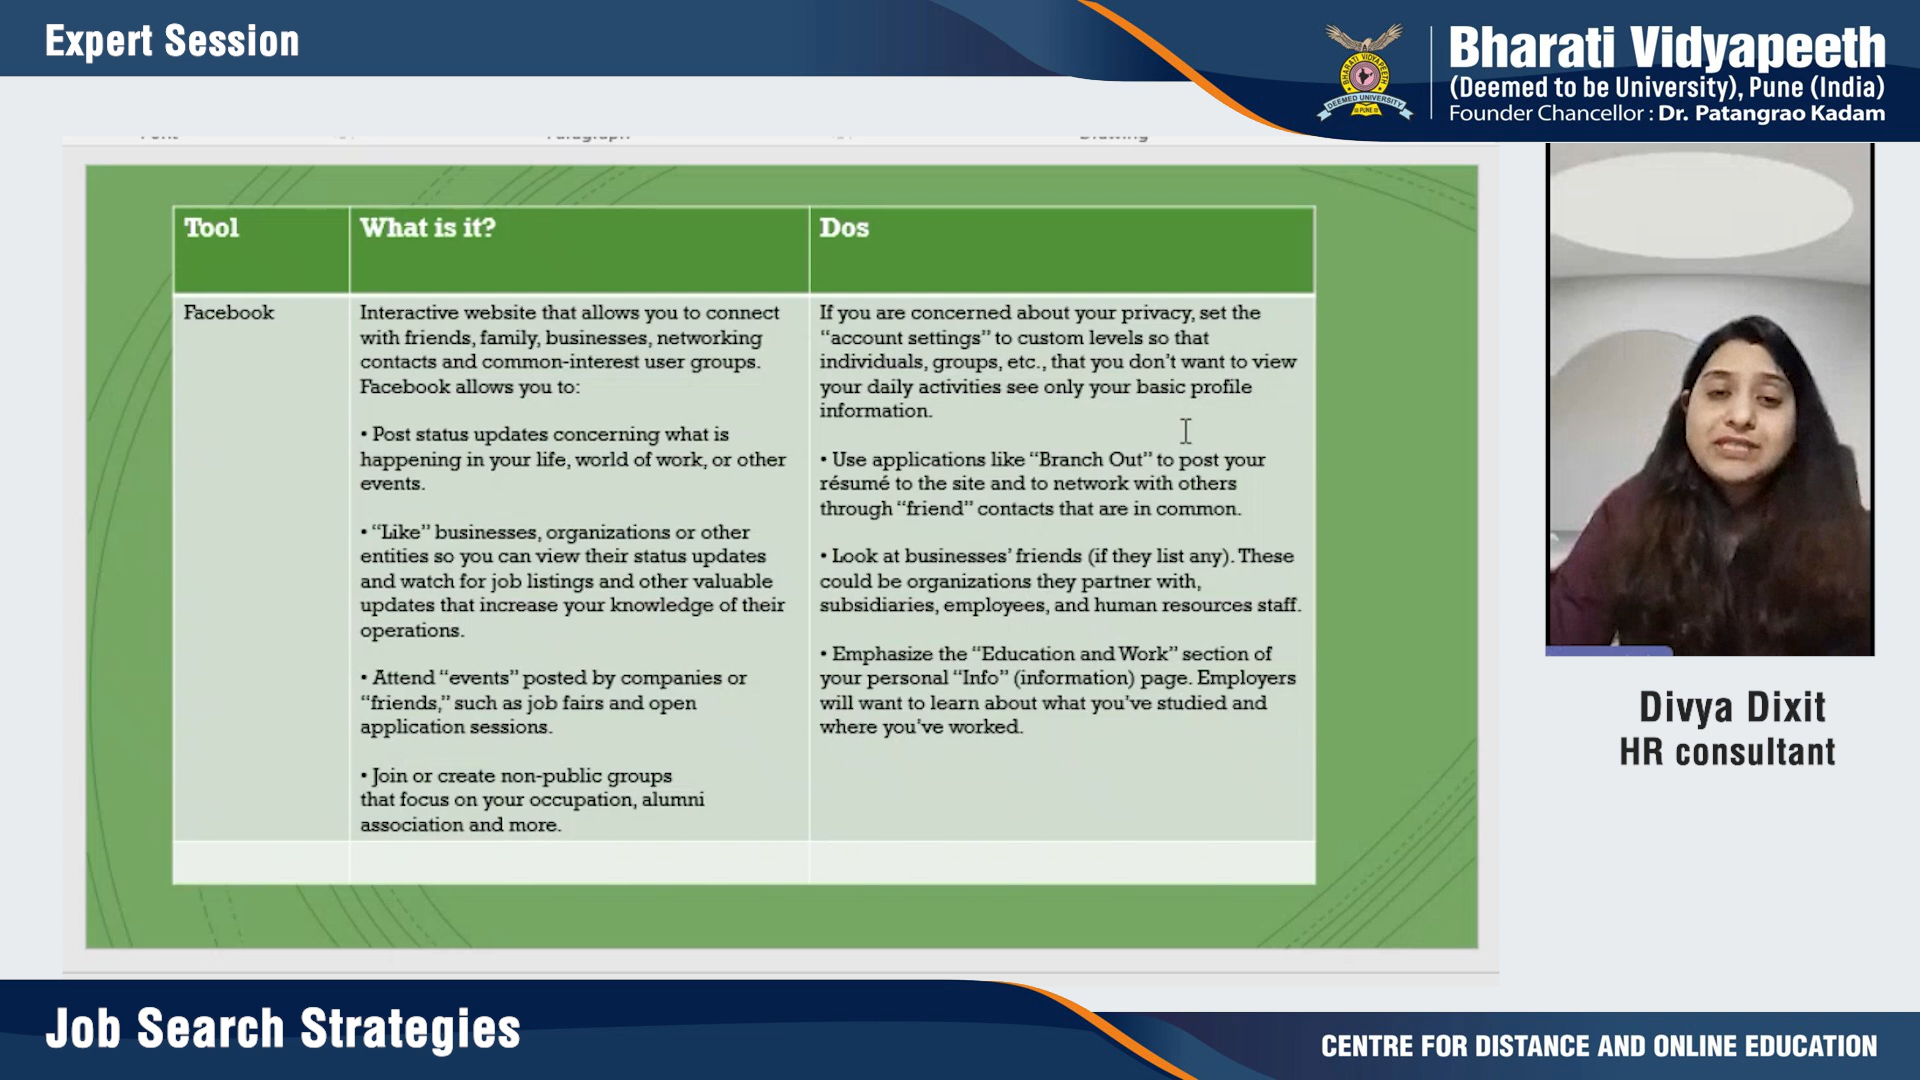 Expert Session
Bharati Vidyapeeth
(Deemed to be University), Pune (India)
Founder Chancellor : Dr. Patangrao Kadam
BHARATI VIDYAPEETH
DEEMED UNIVERSITY
PUNE
Paragraph
Drawing
Tool
What is it?
Dos
Facebook
Interactive website that allows you to connect
with friends, family, businesses, networking
contacts and common-interest user groups.
Facebook allows you to:
• Post status updates concerning what is
happening in your life, world of work, or other
events.
• “Like” businesses, organizations or other
entities so you can view their status updates
and watch for job listings and other valuable
updates that increase your knowledge of their
operations.
• Attend “events” posted by companies or
“friends,” such as job fairs and open
application sessions.
• Join or create non-public groups
that focus on your occupation, alumni
association and more.
If you are concerned about your privacy, set the
“account settings” to custom levels so that
individuals, groups, etc., that you don’t want to view
your daily activities see only your basic profile
information.
• Use applications like “Branch Out” to post your
résumé to the site and to network with others
through “friend” contacts that are in common.
• Look at businesses’ friends (if they list any). These
could be organizations they partner with,
subsidiaries, employees, and human resources staff.
• Emphasize the “Education and Work” section of
your personal “Info” (information) page. Employers
will want to learn about what you’ve studied and
where you’ve worked.
Divya Dixit
HR consultant
Job Search Strategies
CENTRE FOR DISTANCE AND ONLINE EDUCATION